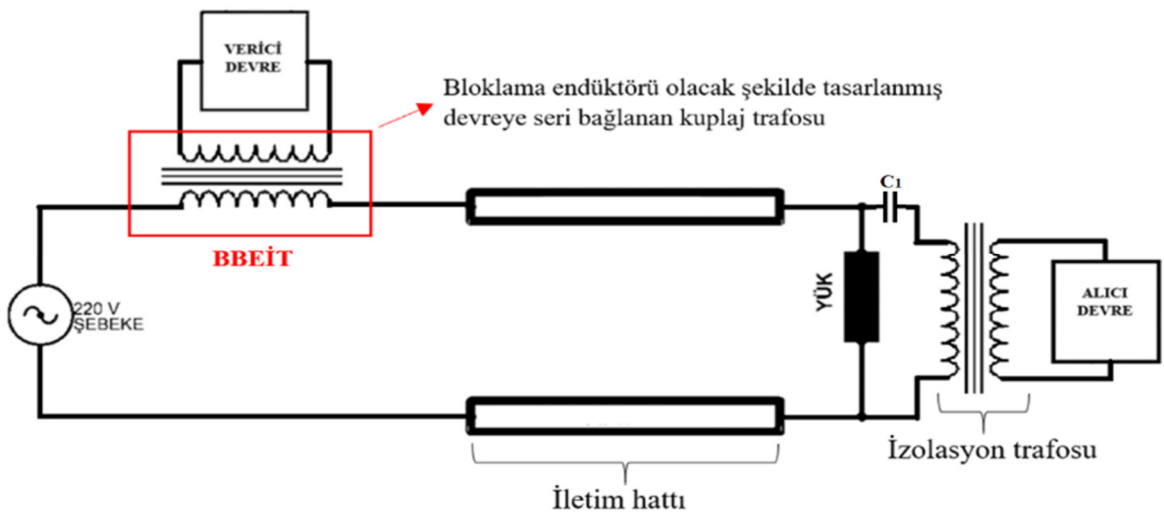 VERİCİ
DEVRE
Bloklama endüktörü olacak şekilde tasarlanmış
devreye seri bağlanan kuplaj trafosu
BBEİT
220 V
ŞEBEKE
C1
YÜK
ALICI
DEVRE
İzolasyon trafosu
İletim hattı